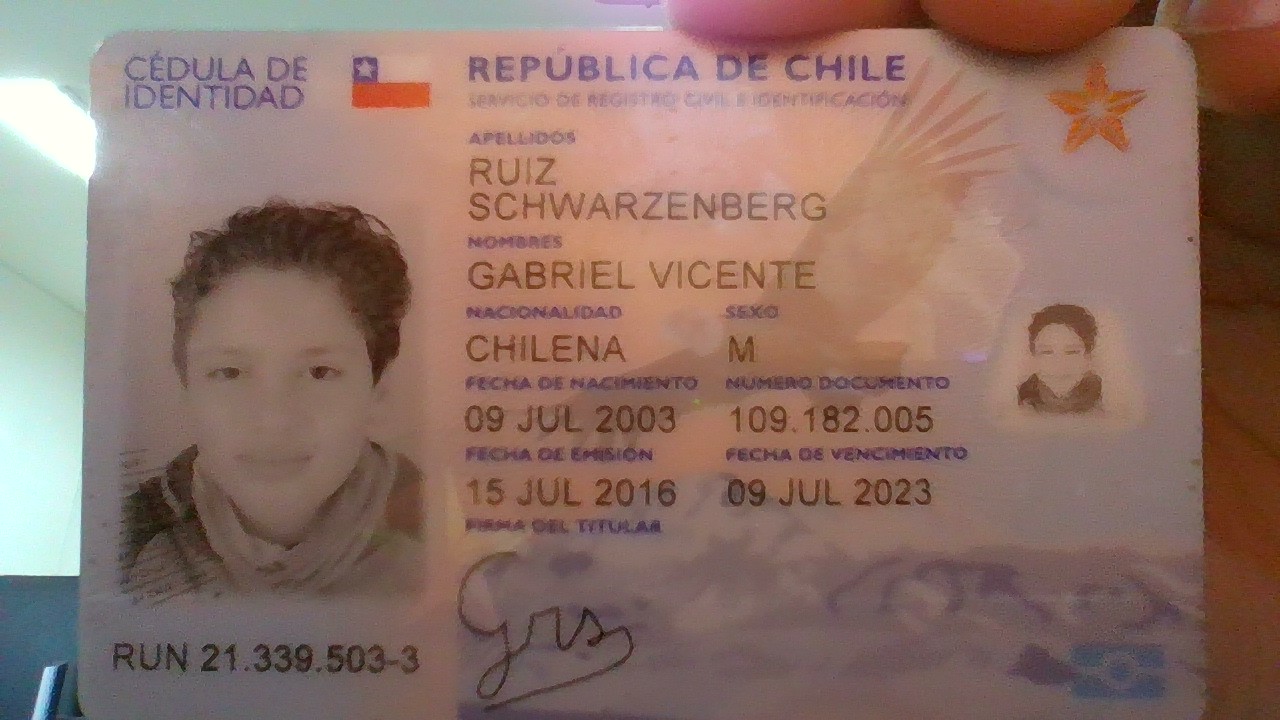 CÉDULA DE
IDENTIDAD
REPÚBLICA DE CHILE
SERVICIO DE REGISTRO CIVIL E IDENTIFICACIÓN
APELLIDOS
RUIZ
SCHWARZENBERG
NOMBRES
GABRIEL VICENTE
NACIONALIDAD SEXO
CHILENA M
FECHA DE NACIMIENTO NUMERO DOCUMENTO
09 JUL 2003 109.182.005
FECHA DE EMISIÓN FECHA DE VENCIMIENTO
15 JUL 2016 09 JUL 2023
FIRMA DEL TITULAR
grs
RUN 21.339.503-3